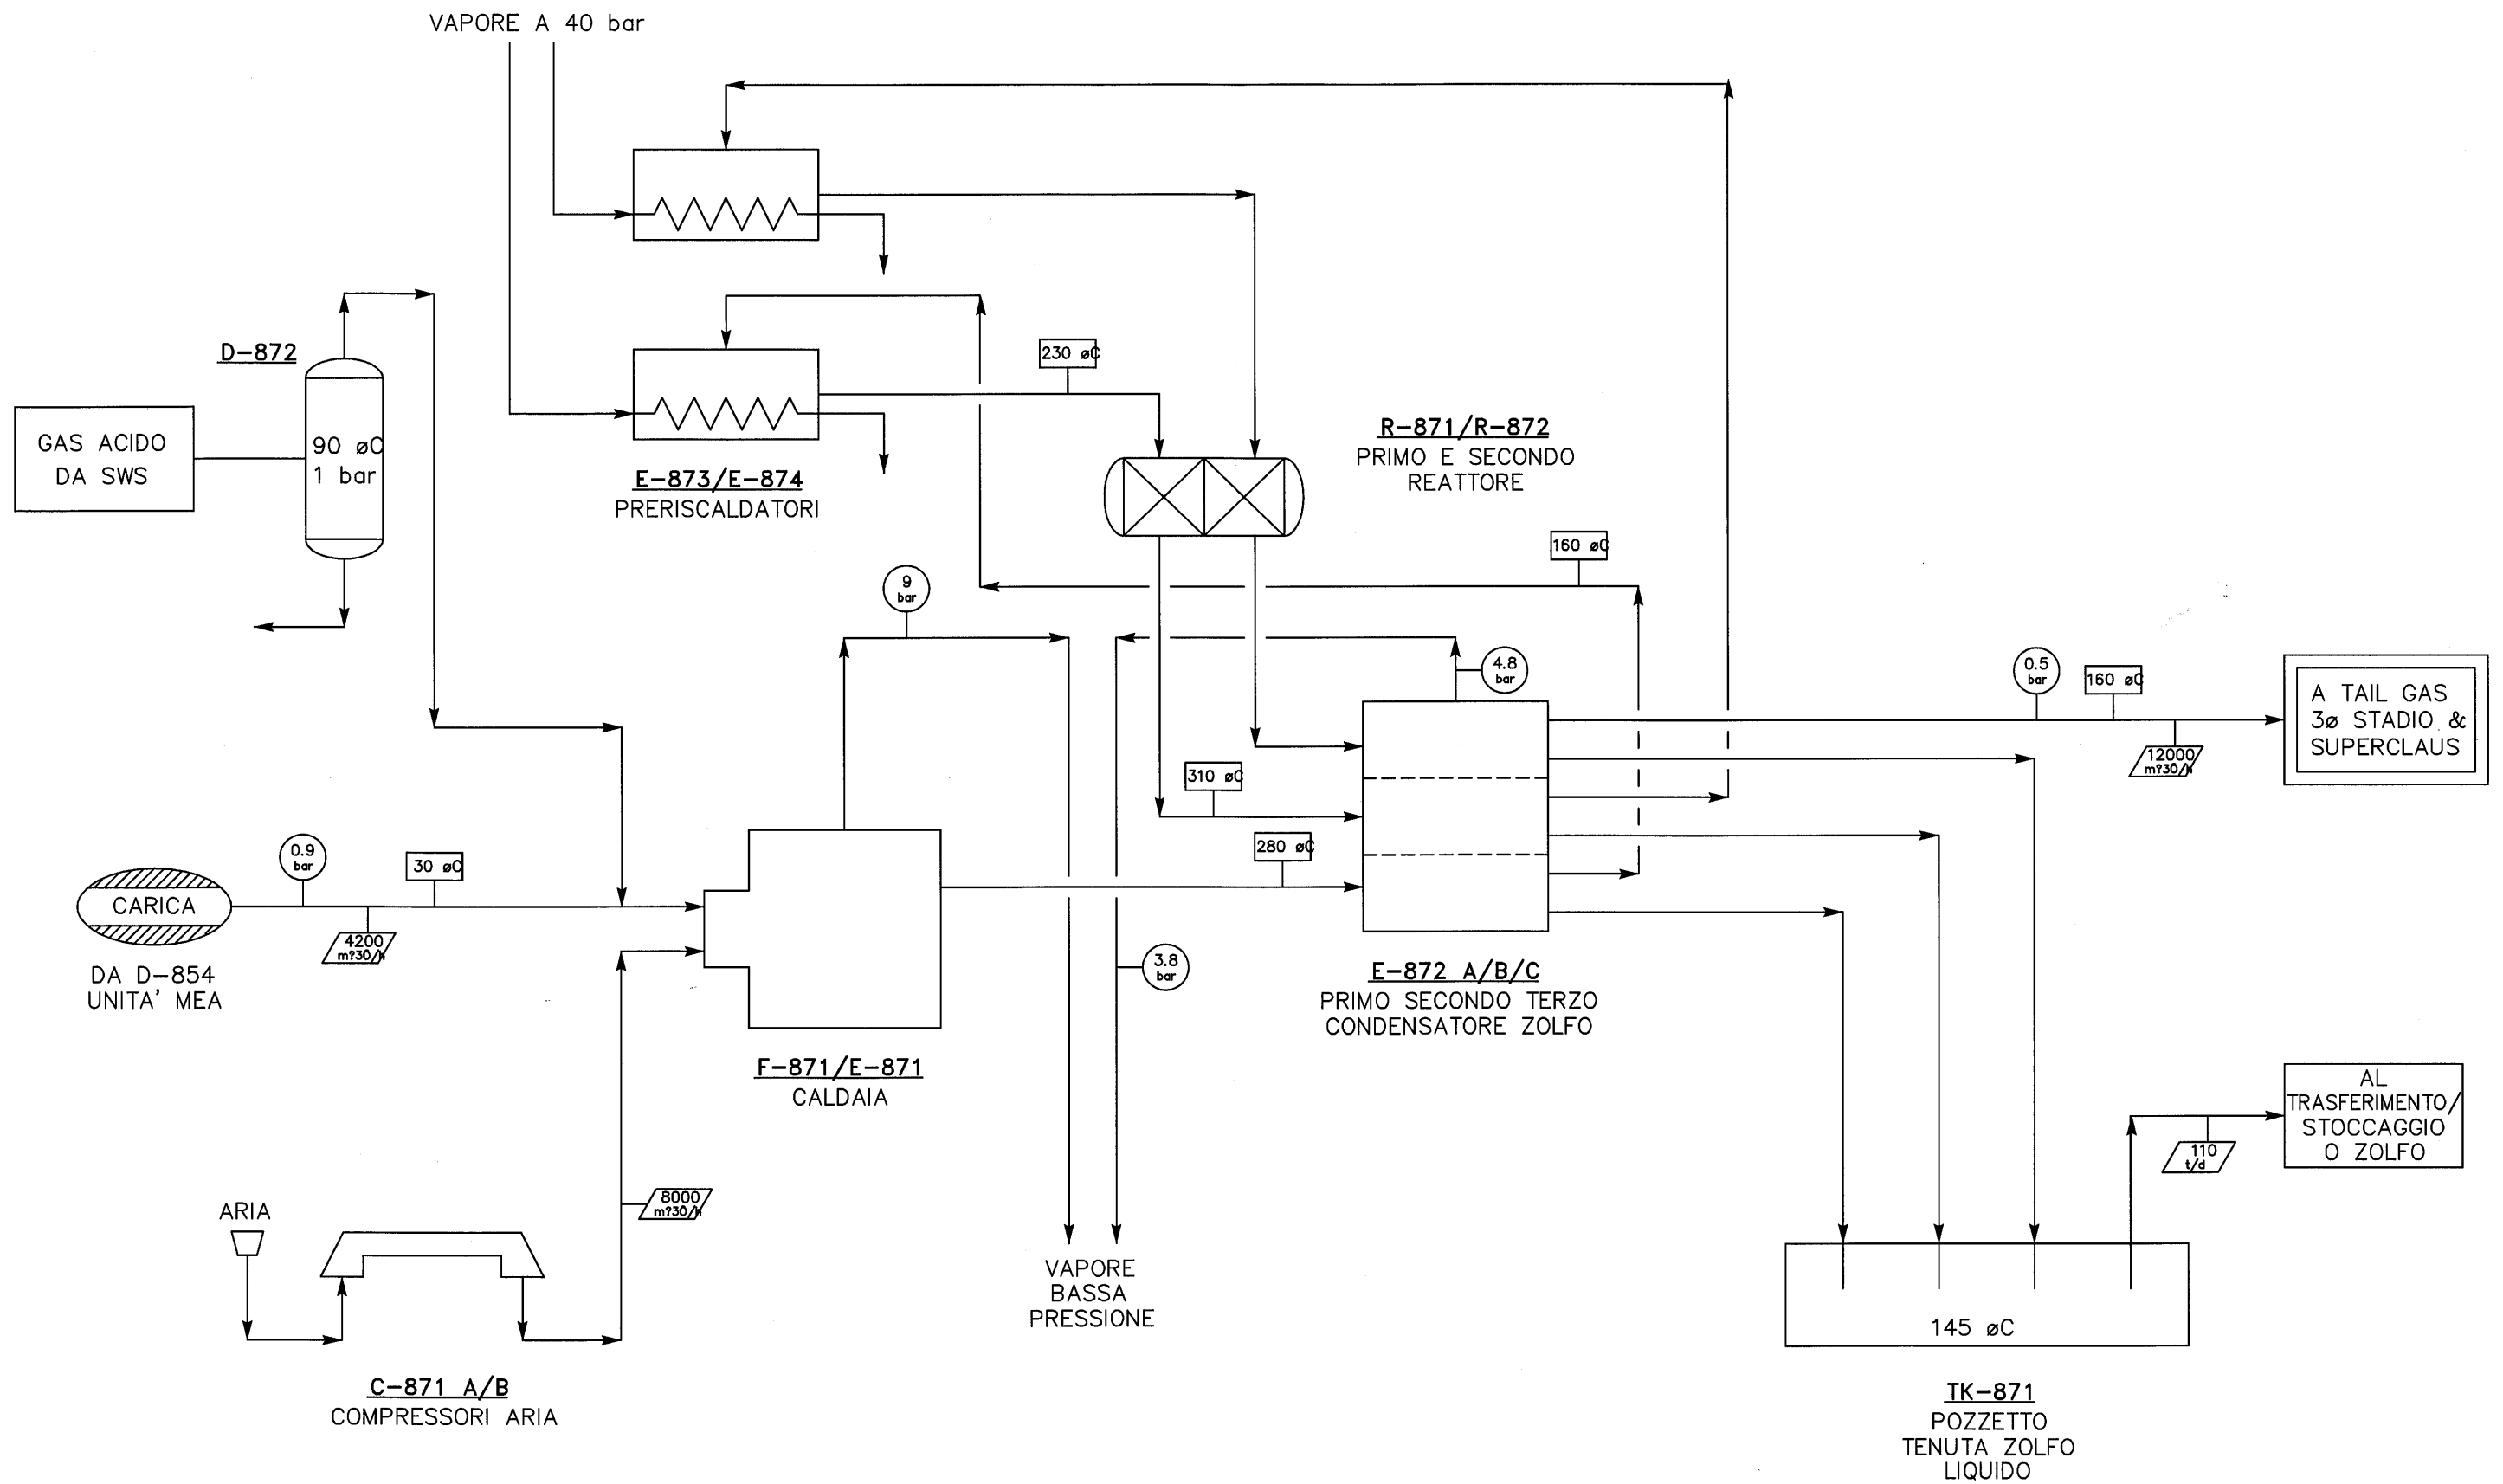 VAPORE A 40 bar
D-872
GAS ACIDO
DA SWS
90 øC
1 bar
E-873/E-874
PRERISCALDATORI
230 øC
R-871/R-872
PRIMO E SECONDO
REATTORE
160 øC
9
bar
4.8
bar
0.5
bar
160 øC
12000
m?30/h
A TAIL GAS
3ø STADIO &
SUPERCLAUS
310 øC
280 øC
0.9
bar
30 øC
CARICA
4200
m?30/h
DA D-854
UNITA' MEA
3.8
bar
E-872 A/B/C
PRIMO SECONDO TERZO
CONDENSATORE ZOLFO
F-871/E-871
CALDAIA
8000
m?30/h
ARIA
C-871 A/B
COMPRESSORI ARIA
VAPORE
BASSA
PRESSIONE
AL
TRASFERIMENTO/
STOCCAGGIO
O ZOLFO
110
t/d
145 øC
TK-871
POZZETTO
TENUTA ZOLFO
LIQUIDO